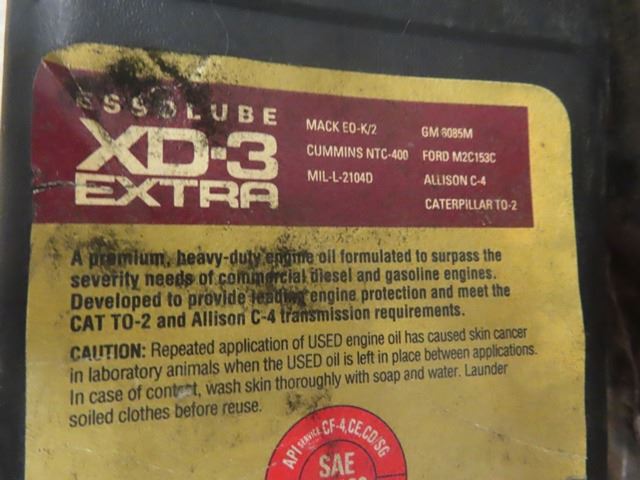 ESSOLUBE
XD-3
EXTRA
MACK EO-K/2
CUMMINS NTC-400
MIL-L-2104D
GM 6085M
FORD M2C153C
ALLISON C-4
CATERPILLAR TO-2
A premium, heavy-duty engine oil formulated to surpass the
severity needs of commercial diesel and gasoline engines.
Developed to provide leading engine protection and meet the
CAT TO-2 and Allison C-4 transmission requirements.
CAUTION: Repeated application of USED engine oil has caused skin cancer
in laboratory animals when the USED oil is left in place between applications.
In case of contact, wash skin thoroughly with soap and water. Launder
soiled clothes before reuse.
API SERVICE CF-4,CE,CD/SG
SAE